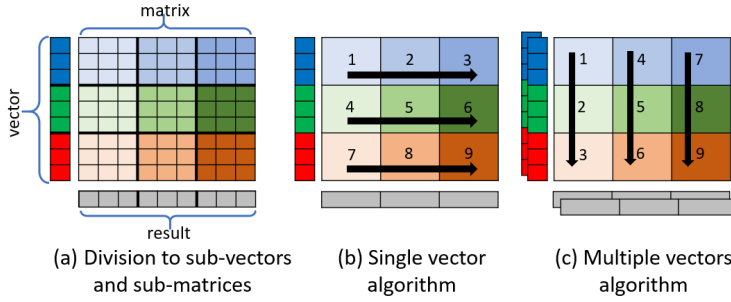 matrix
vector
result
(a) Division to sub-vectors
and sub-matrices
1 2 3
4 5 6
7 8 9
(b) Single vector
algorithm
1 4 7
2 5 8
3 6 9
(c) Multiple vectors
algorithm